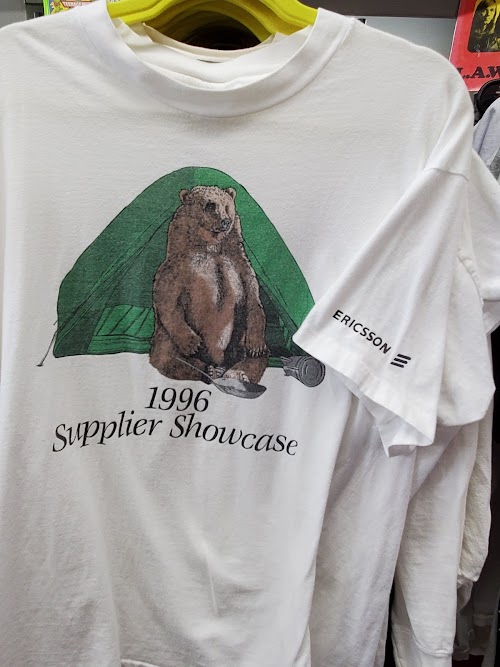 L.A.W
ERICSSON
1996
Supplier Showcase